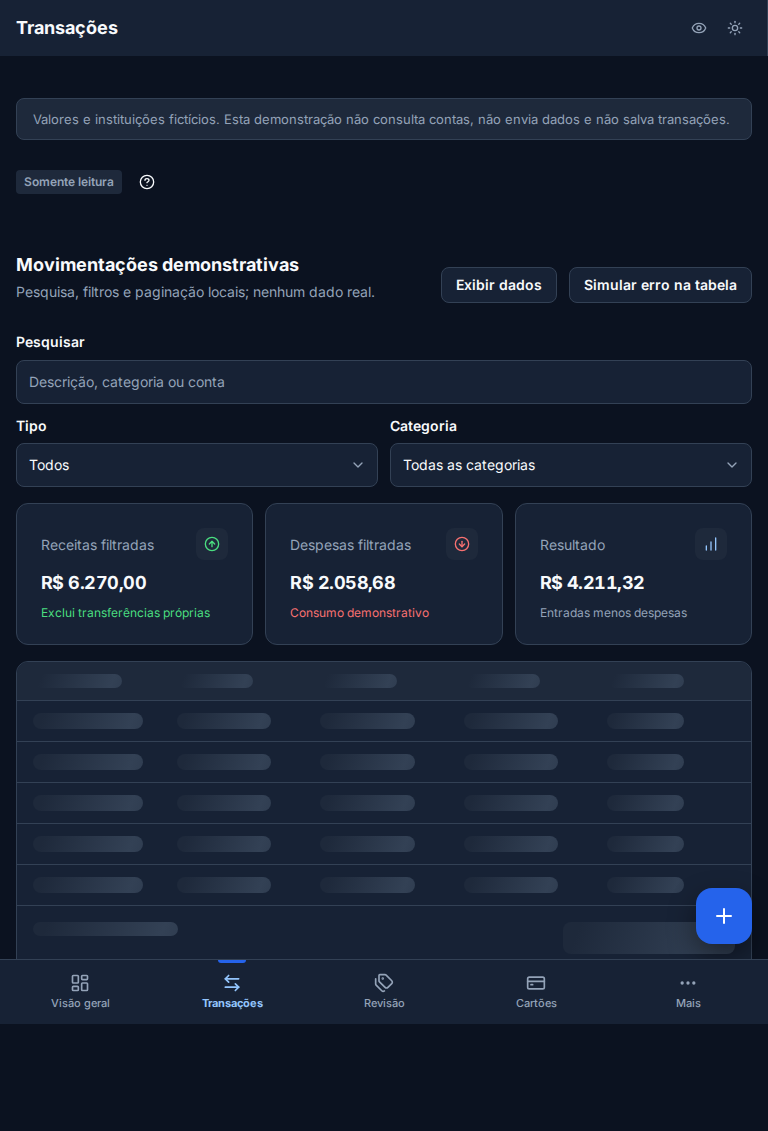 Transações
Valores e instituições fictícios. Esta demonstração não consulta contas, não envia dados e não salva transações.
Somente leitura
Movimentações demonstrativas
Pesquisa, filtros e paginação locais; nenhum dado real.
Exibir dados
Simular erro na tabela
Pesquisar
Descrição, categoria ou conta
Tipo
Categoria
Todos
Todas as categorias
Receitas filtradas
R$ 6.270,00
Exclui transferências próprias
Despesas filtradas
R$ 2.058,68
Consumo demonstrativo
Resultado
R$ 4.211,32
Entradas menos despesas
Visão geral
Transações
Revisão
Cartões
Mais